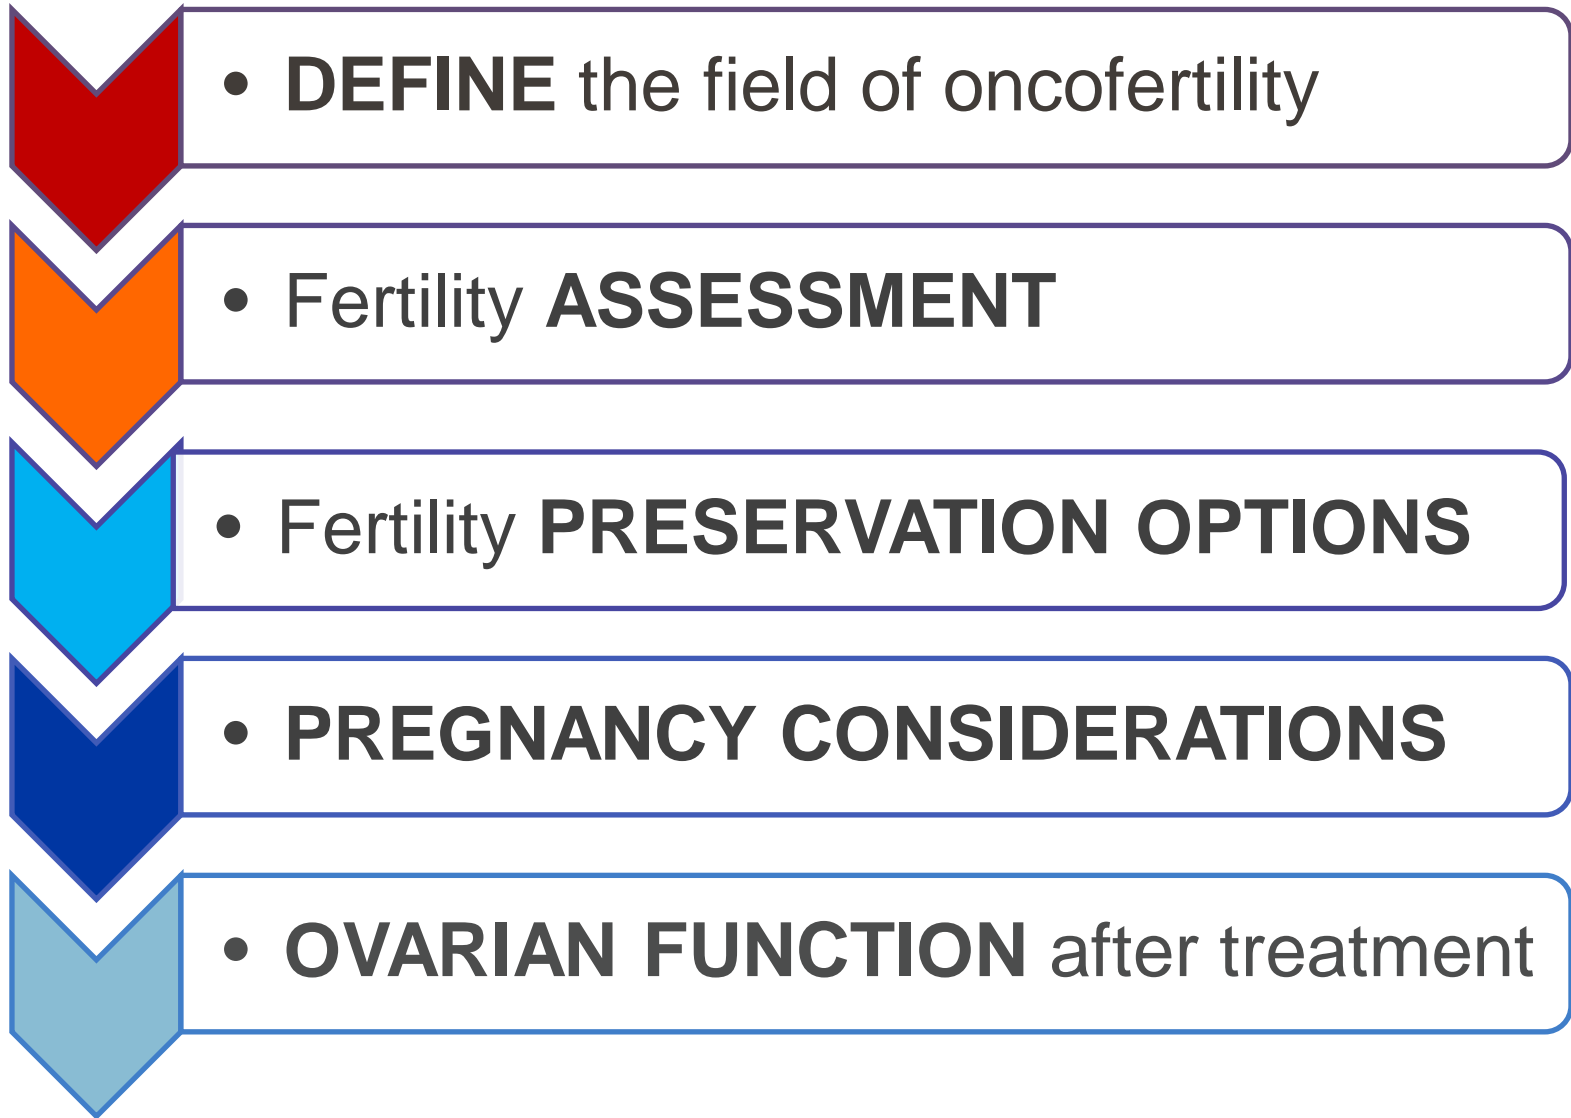 • DEFINE the field of oncofertility
• Fertility ASSESSMENT
• Fertility PRESERVATION OPTIONS
• PREGNANCY CONSIDERATIONS
• OVARIAN FUNCTION after treatment